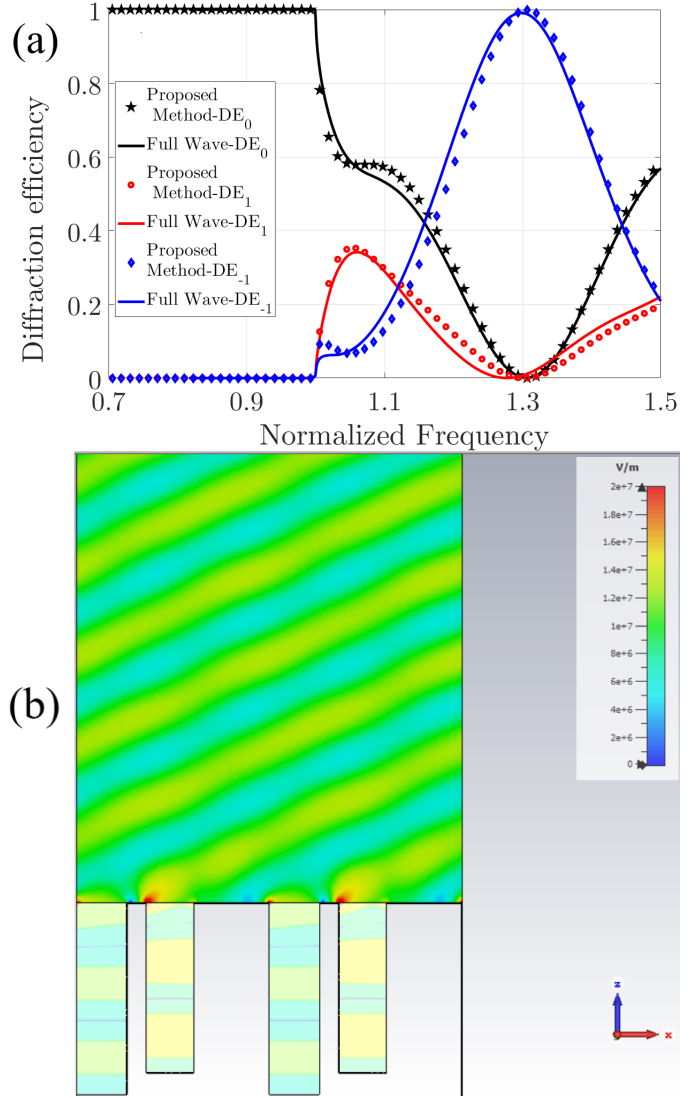 (a)
1
0.8
0.6
0.4
0.2
0
Diffraction efficiency
Proposed
Method-DE0
Full Wave-DE0
Proposed
Method-DE1
Full Wave-DE1
Proposed
Method-DE-1
Full Wave-DE-1
0.7
0.9
1.1
1.3
1.5
Normalized Frequency
(b)
V/m
2e+7
1.8e+7
1.6e+7
1.4e+7
1.2e+7
1e+7
8e+6
6e+6
4e+6
2e+6
0
z
x